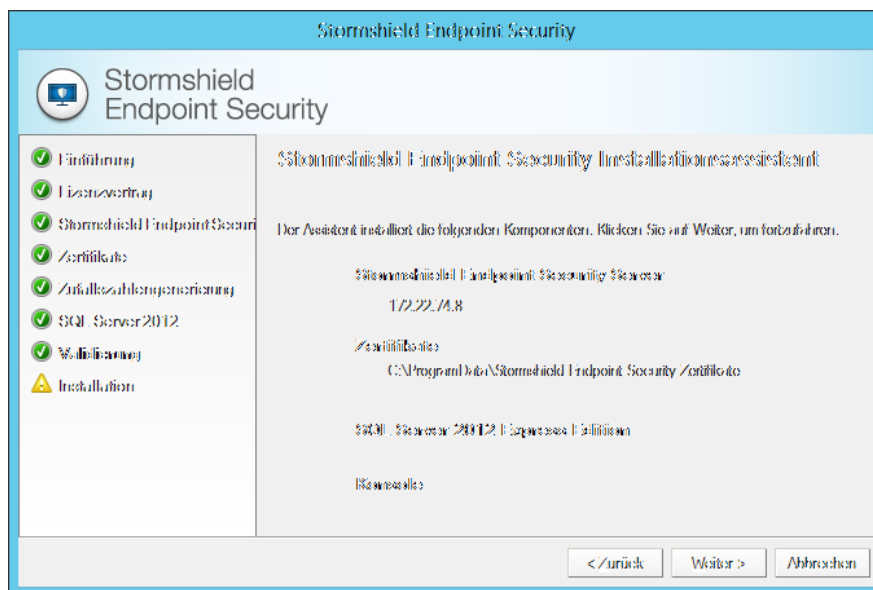 Stormshield Endpoint Security
Stormshield
Endpoint Security
Einführung
Lizenzvertrag
Stormshield Endpoint Securi
Zertifikate
Zufallszahlengenerierung
SQL Server 2012
Validierung
Installation
Stormshield Endpoint Security Installationsassistent
Der Assistent installiert die folgenden Komponenten. Klicken Sie auf Weiter, um fortzufahren.
Stormshield Endpoint Security Server
172.22.74.8
Zertifikate
C:\ProgramData\Stormshield Endpoint Security Zertifikate
SQL Server 2012 Express Edition
Konsole
< Zurück
Weiter >
Abbrechen